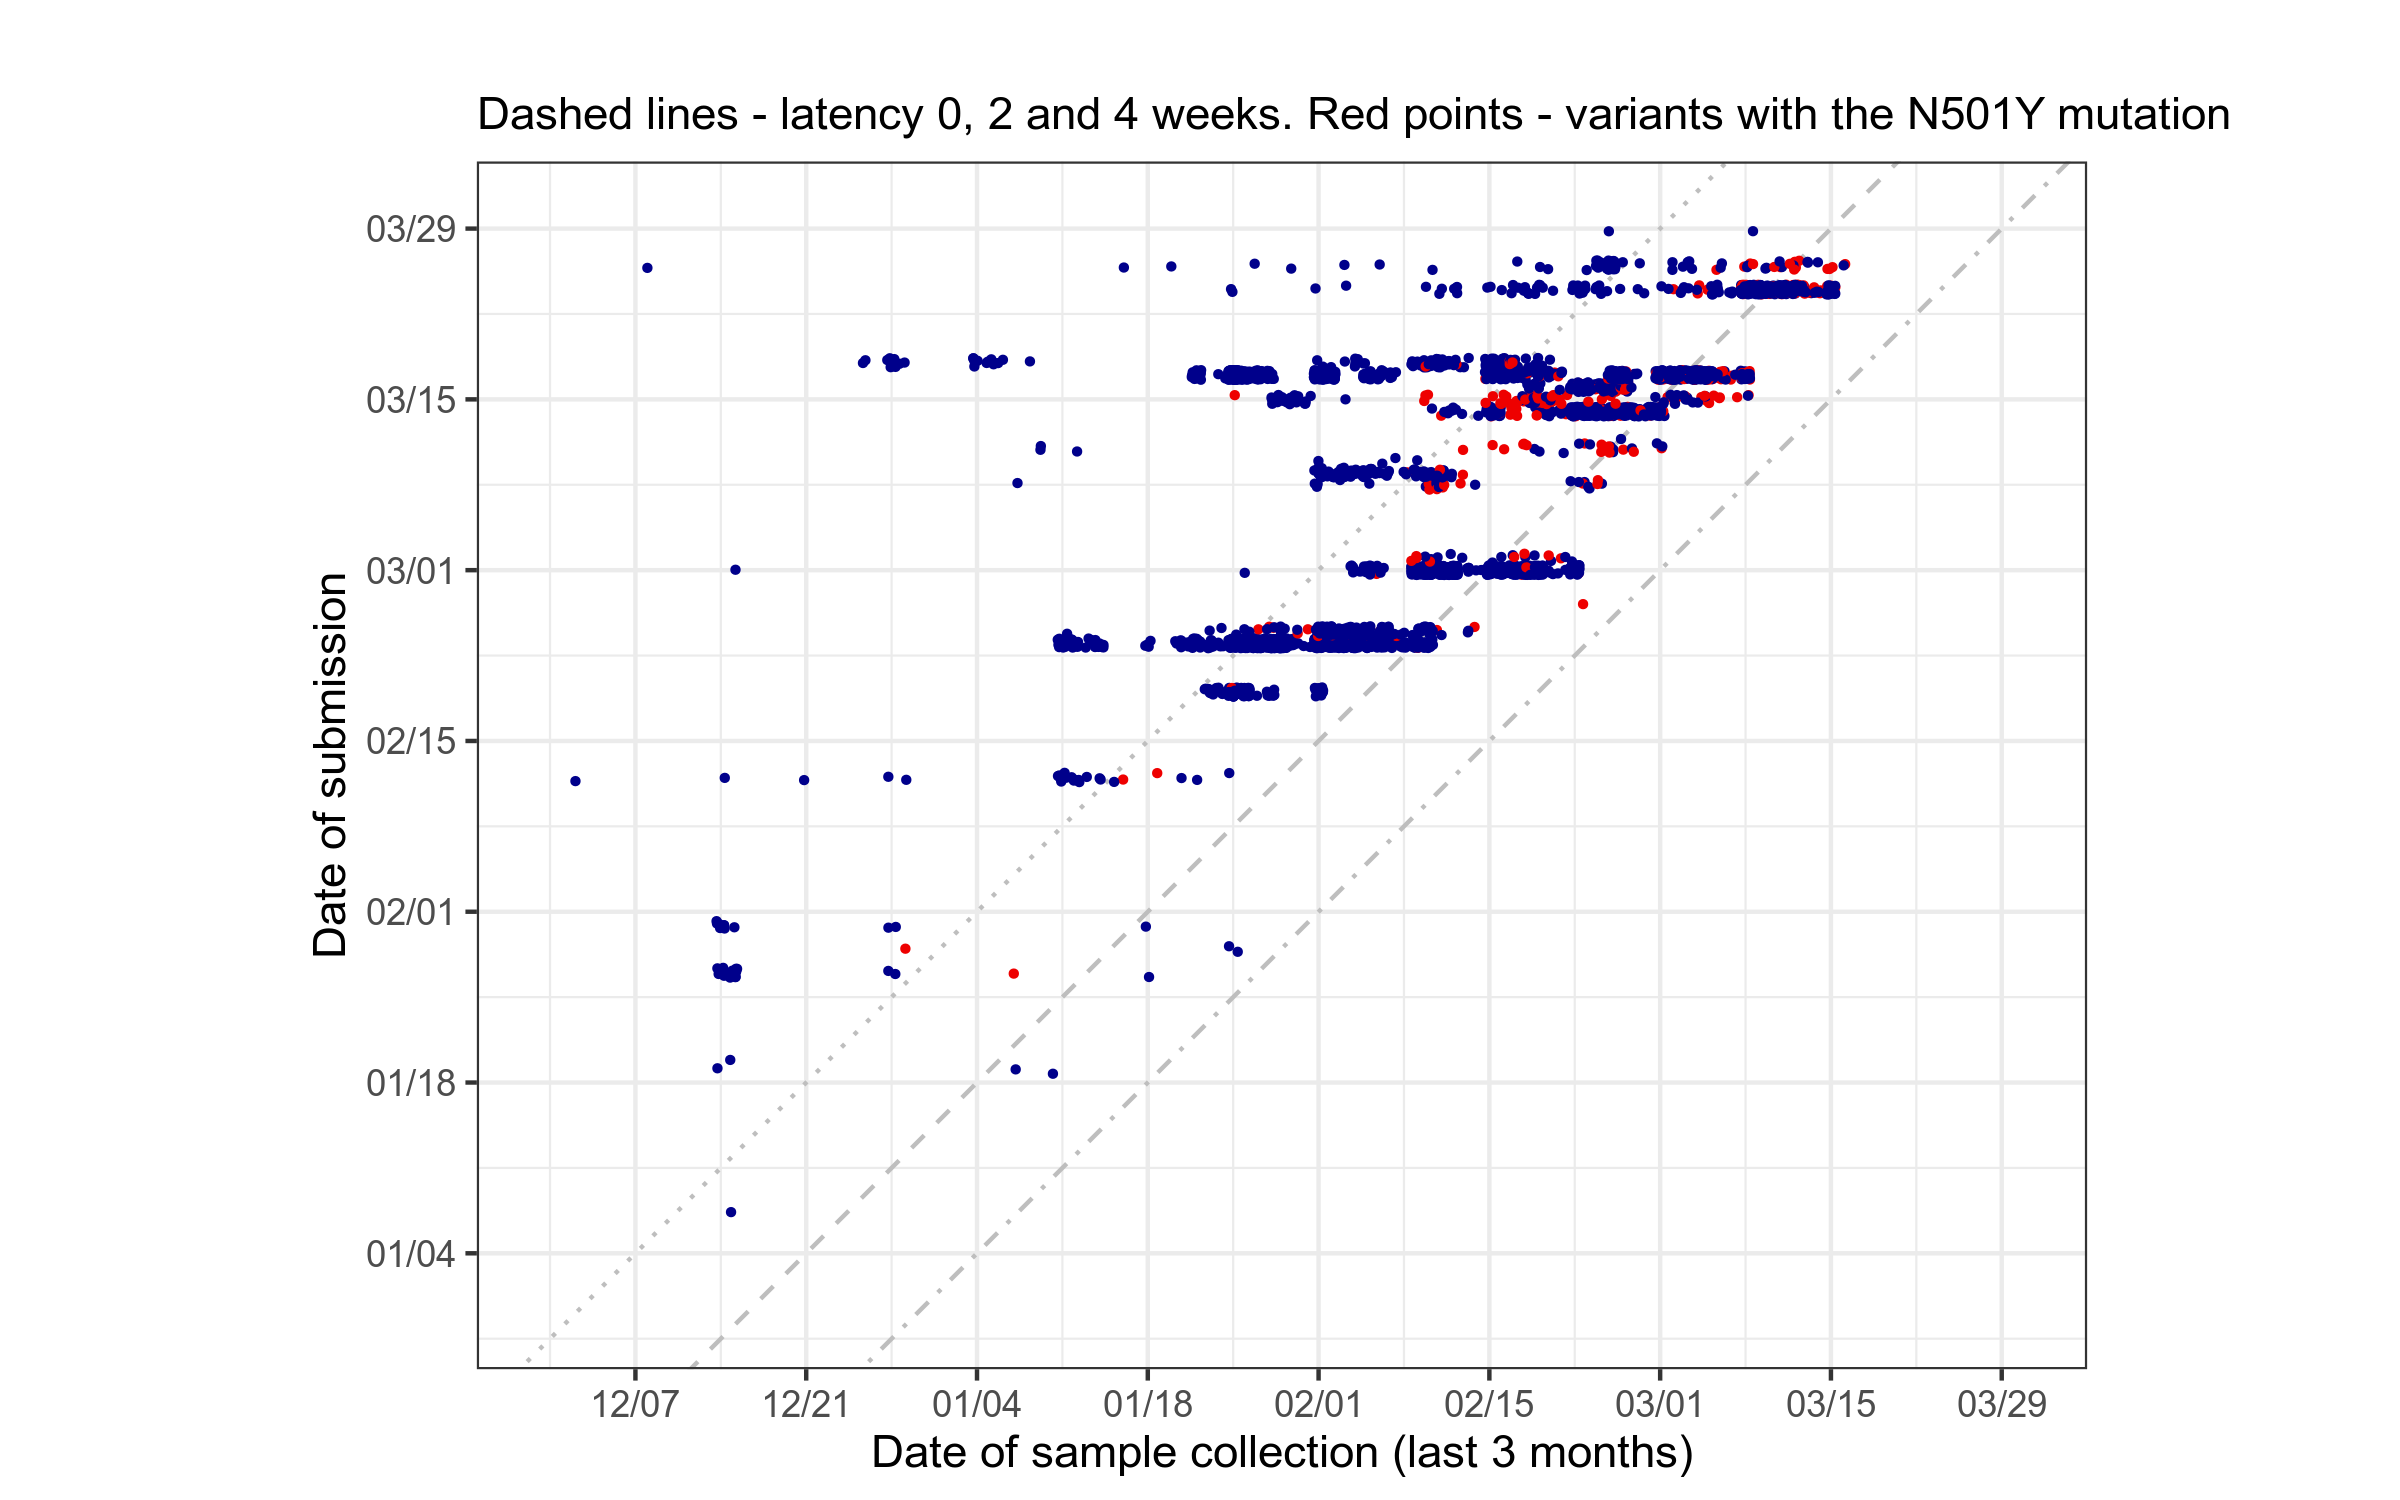 Dashed lines - latency 0, 2 and 4 weeks. Red points - variants with the N501Y mutation
Date of submission
03/29
03/15
03/01
02/15
02/01
01/18
01/04
12/07 12/21 01/04 01/18 02/01 02/15 03/01 03/15 03/29
Date of sample collection (last 3 months)